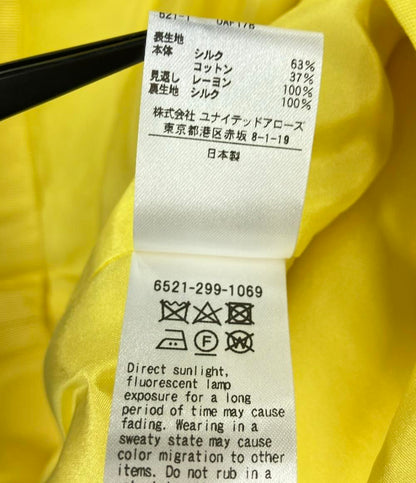 表生地
本体 シルク 63%
コットン 37%
見返し レーヨン 100%
裏生地 シルク 100%
株式会社 ユナイテッドアローズ
東京都港区赤坂 8-1-19
日本製
6521-299-1069
Direct sunlight,
fluorescent lamp
exposure for a long
period of time may cause
fading. Wearing in a
sweaty state may cause
color migration to other
items. Do not rub in a